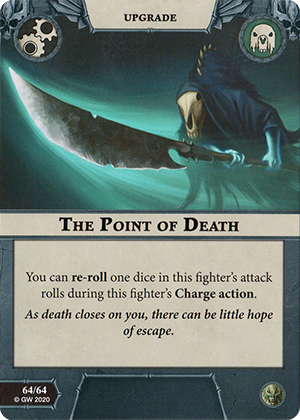 UPGRADE
THE POINT OF DEATH
You can re-roll one dice in this fighter's attack
rolls during this fighter's Charge action.
As death closes on you, there can be little hope
of escape.
64/64
© GW 2020